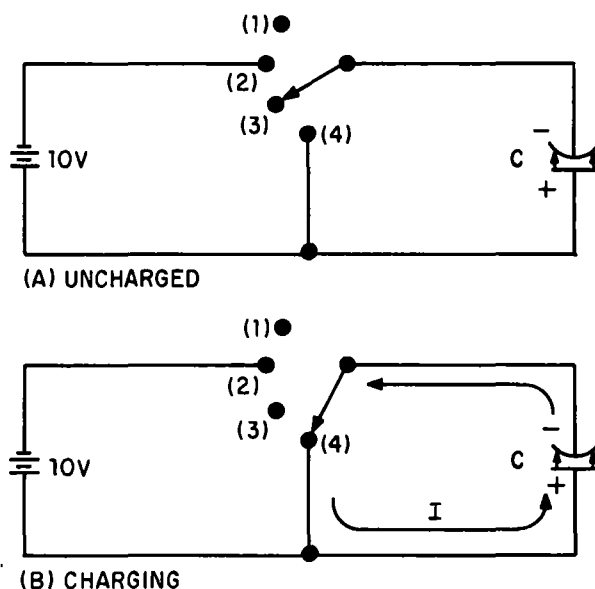 (1)
(2)
(3)
(4)
10V
C
−
+
(A) UNCHARGED
(1)
(2)
(3)
(4)
10V
C
−
+
I
(B) CHARGING